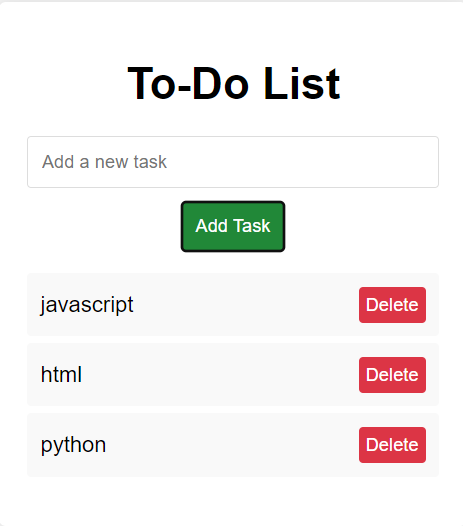 To-Do List
Add a new task
Add Task
javascript Delete
html Delete
python Delete